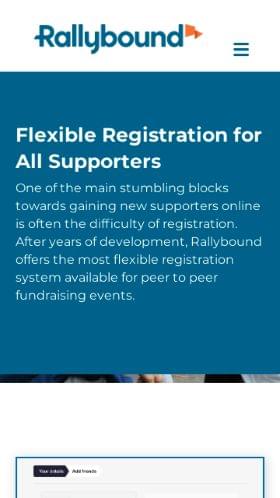 Rallybound
Flexible Registration for
All Supporters
One of the main stumbling blocks
towards gaining new supporters online
is often the difficulty of registration.
After years of development, Rallybound
offers the most flexible registration
system available for peer to peer
fundraising events.
Your details Add friends